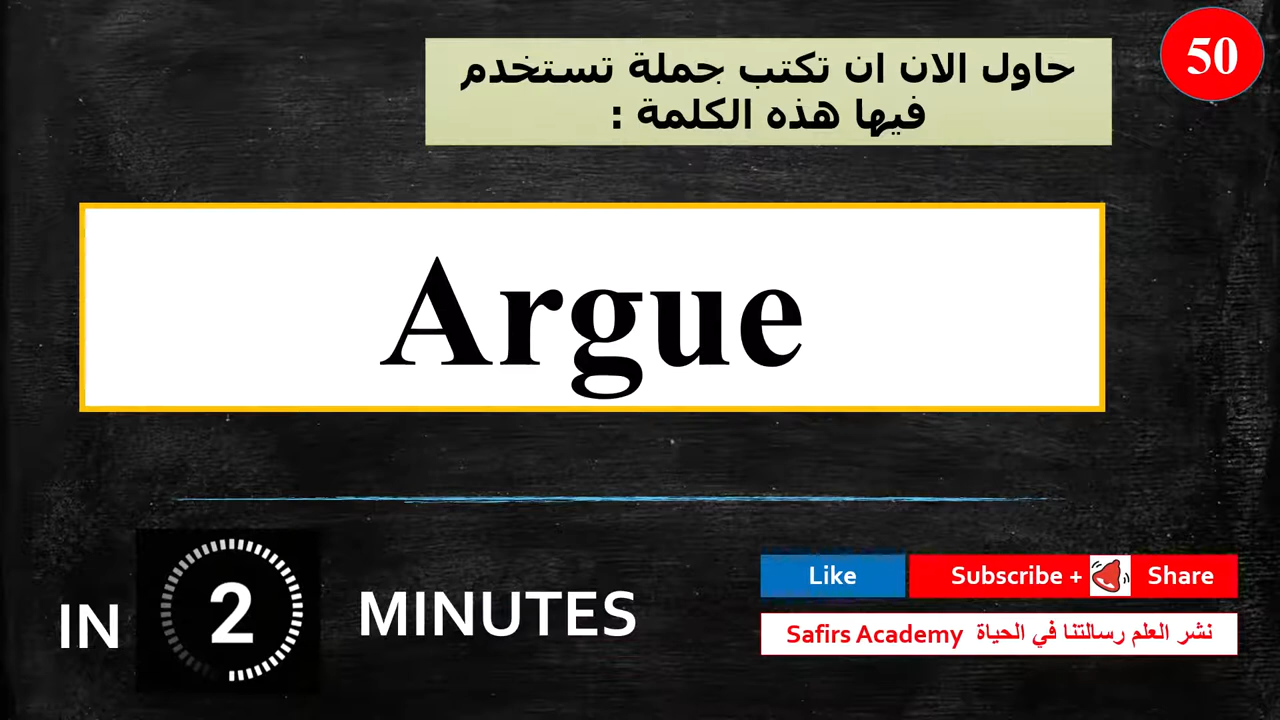 50
حاول الان ان تكتب جملة تستخدم
فيها هذه الكلمة :
Argue
IN 2 MINUTES
Like Subscribe + Share
Safirs Academy نشر العلم رسالتنا في الحياة